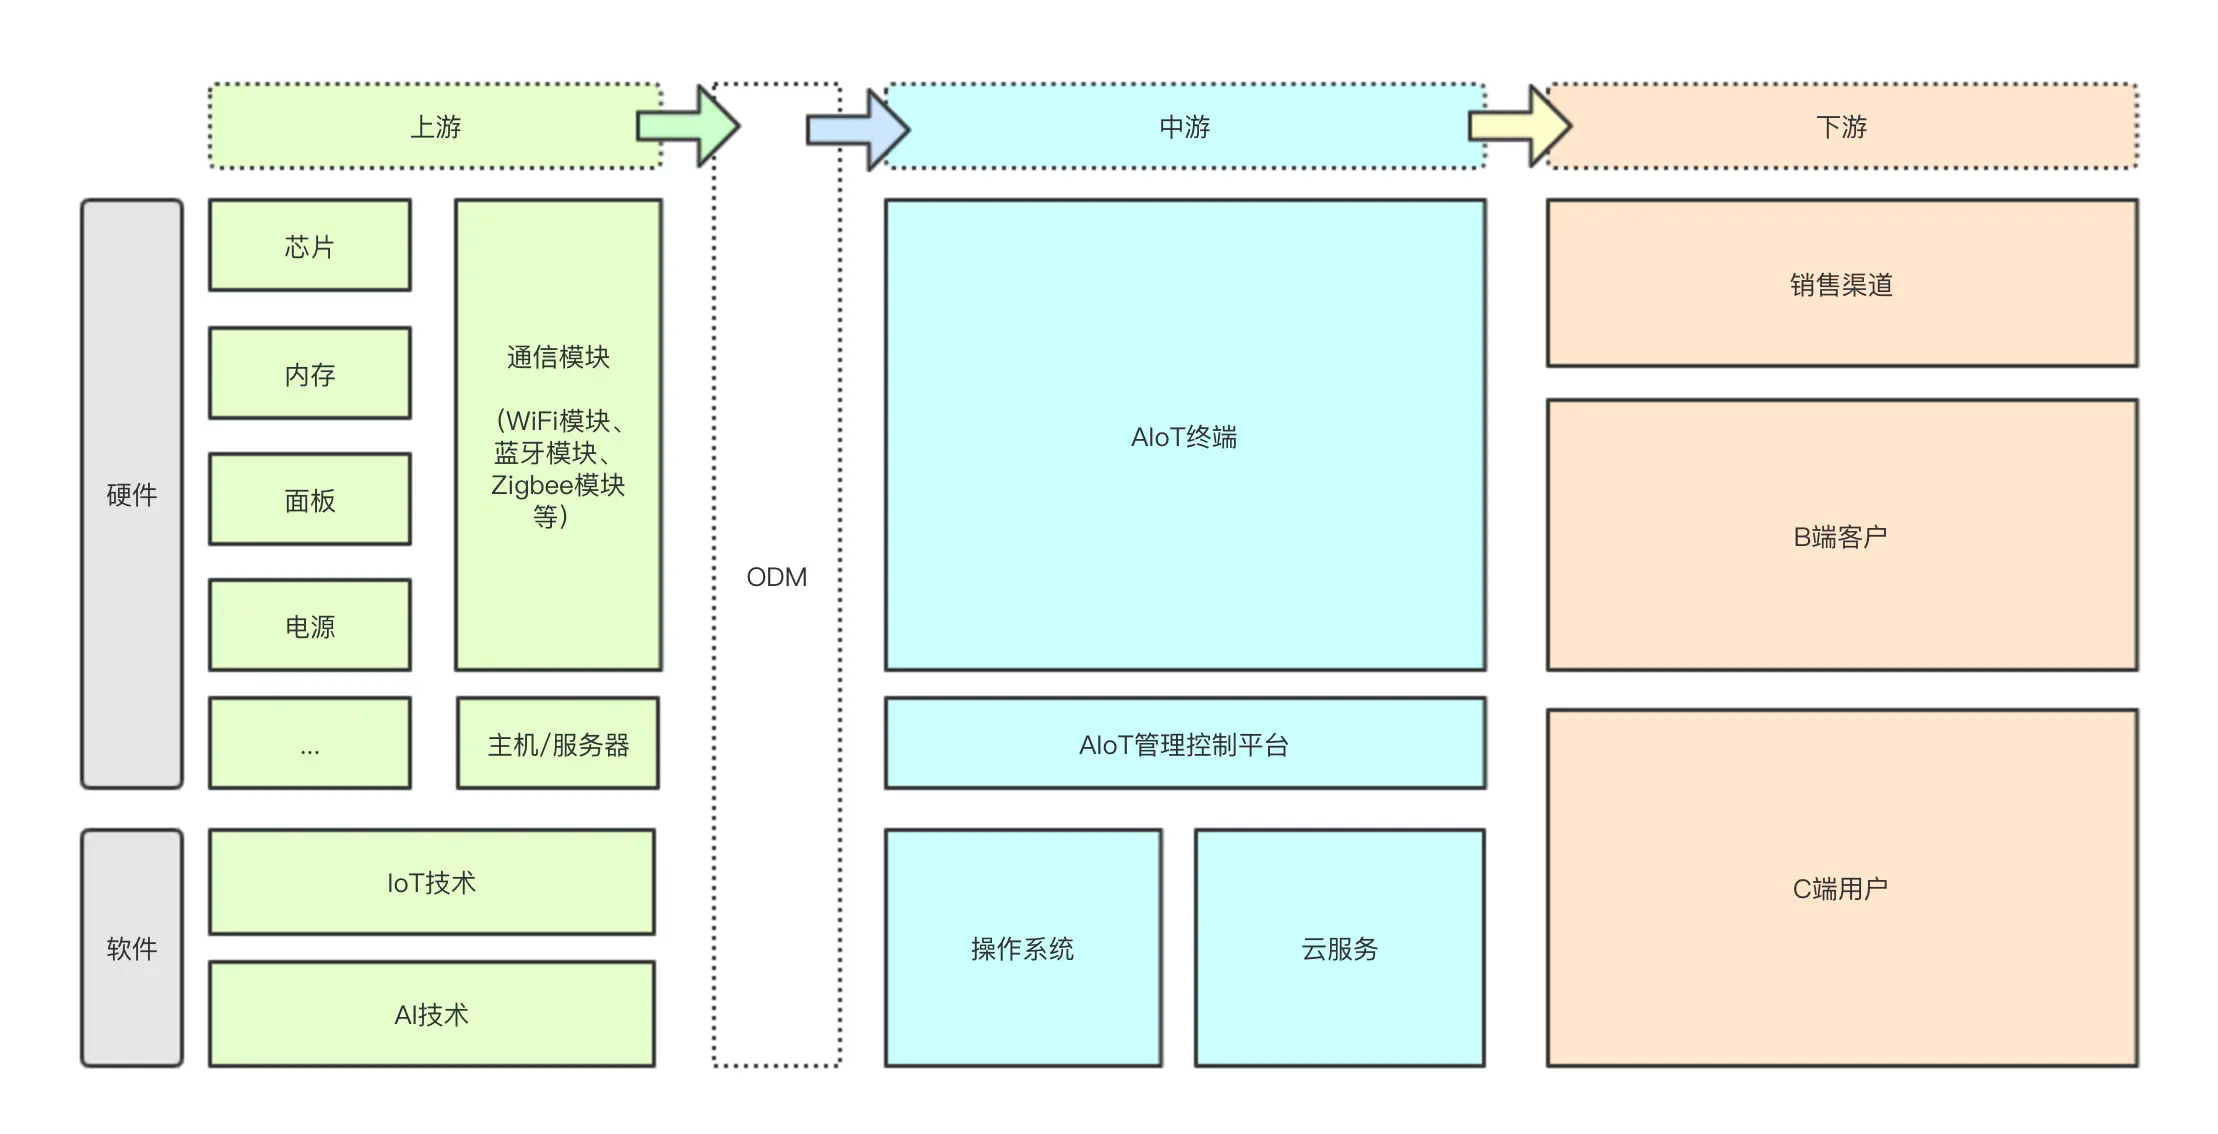 上游
中游
下游
硬件
芯片
内存
面板
电源
...
通信模块
（WiFi模块、
蓝牙模块、
Zigbee模块
等）
主机/服务器
软件
IoT技术
AI技术
ODM
AIoT终端
AIoT管理控制平台
操作系统
云服务
销售渠道
B端客户
C端用户